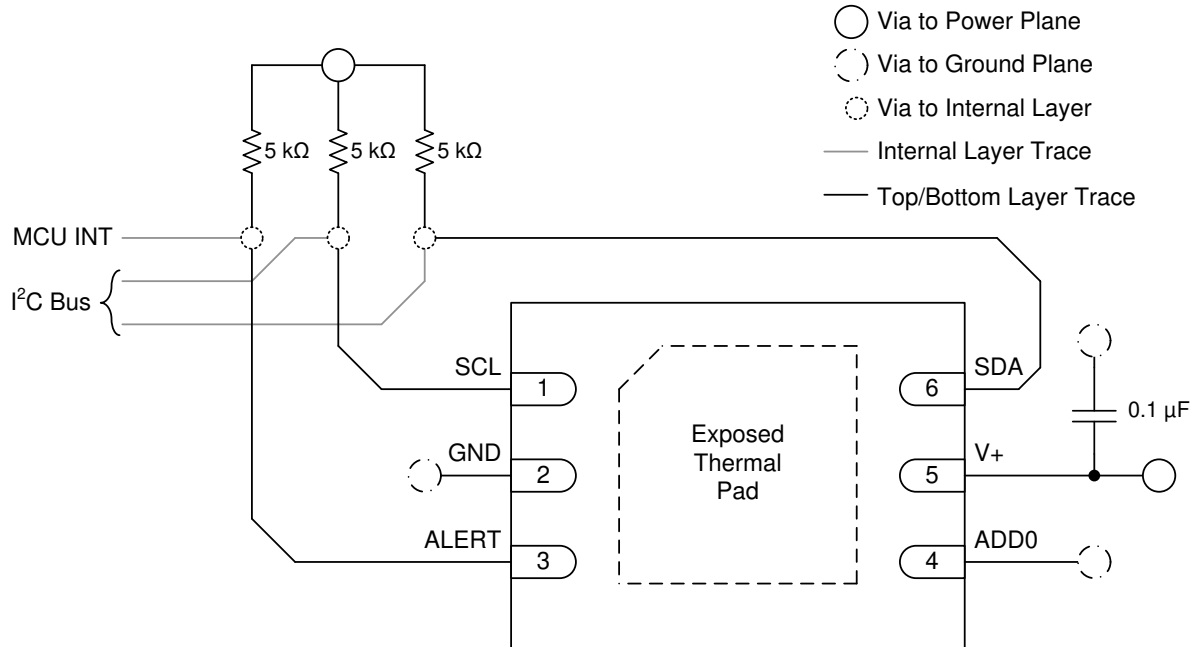 Via to Power Plane
Via to Ground Plane
Via to Internal Layer
Internal Layer Trace
Top/Bottom Layer Trace
5 kΩ 5 kΩ 5 kΩ
MCU INT
I²C Bus
SCL
1
GND
2
ALERT
3
Exposed
Thermal
Pad
SDA
6
V+
5
ADD0
4
0.1 µF